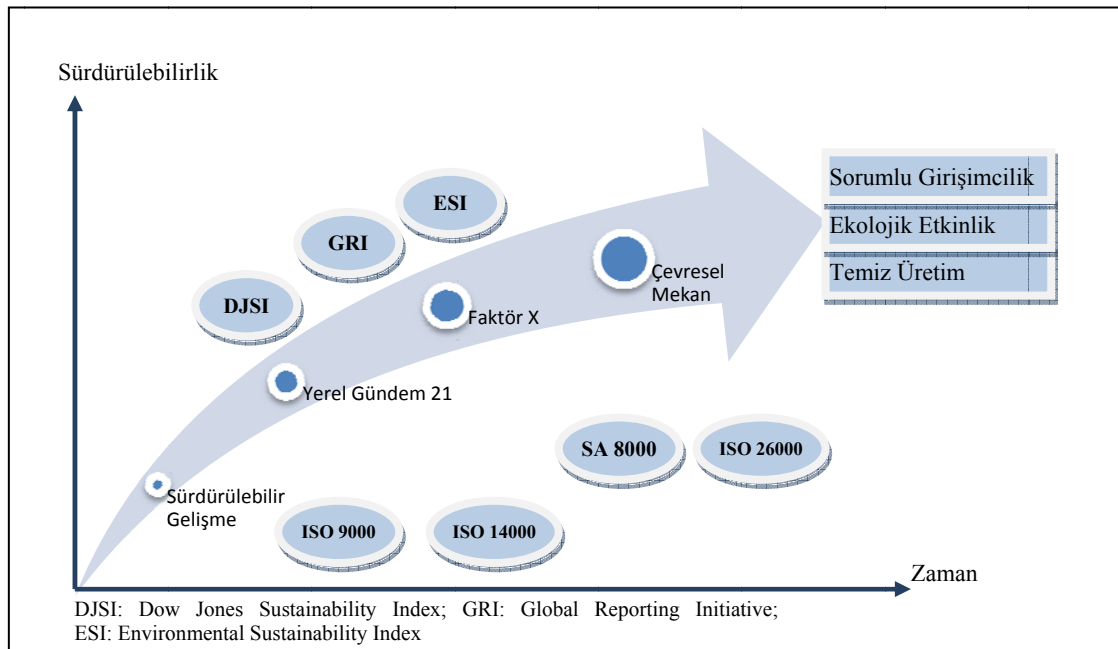 Sürdürülebilirlik
ESI
GRI
DJSI
Sorumlu Girişimcilik
Ekolojik Etkinlik
Temiz Üretim
Çevresel
Mekan
Faktör X
Yerel Gündem 21
Sürdürülebilir
Gelişme
SA 8000
ISO 26000
ISO 9000
ISO 14000
Zaman
DJSI: Dow Jones Sustainability Index; GRI: Global Reporting Initiative;
ESI: Environmental Sustainability Index